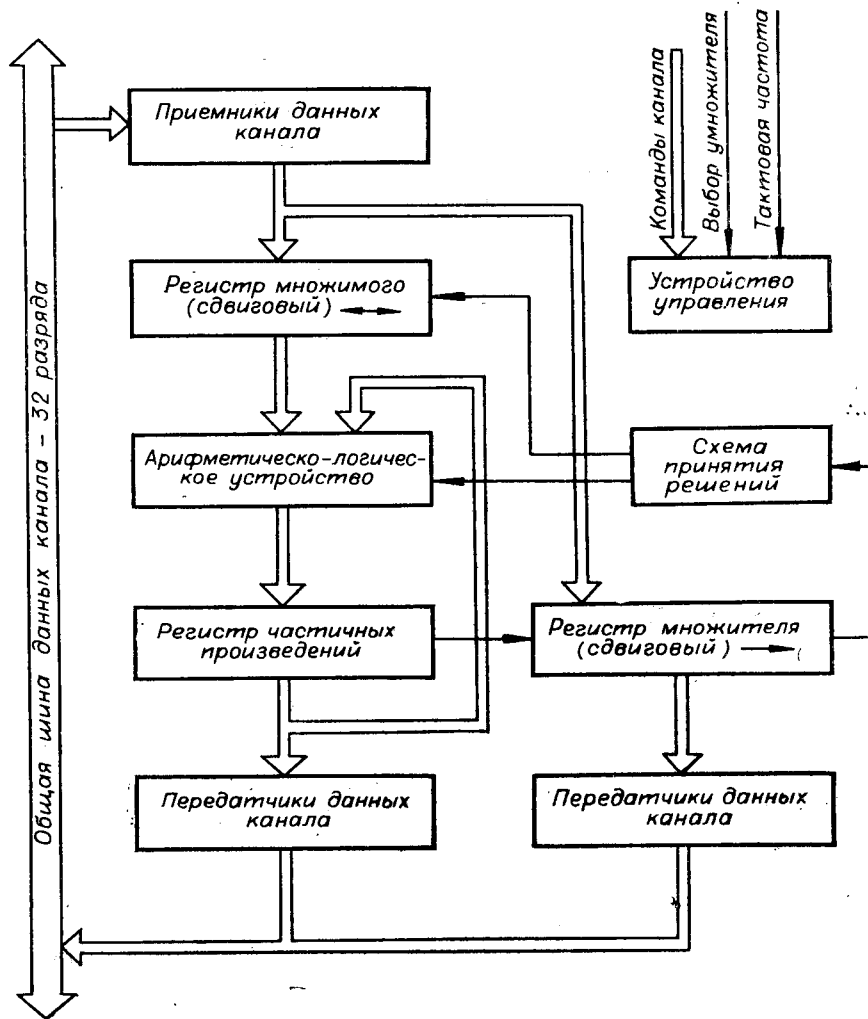 Общая шина данных канала – 32 разряда
Приемники данных
канала
Команды канала
Выбор умножителя
Тактовая частота
Регистр множимого
(сдвиговый)
Устройство
управления
Арифметическо-логичес-
кое устройство
Схема
принятия
решений
Регистр частичных
произведений
Регистр множителя
(сдвиговый)
Передатчики данных
канала
Передатчики данных
канала